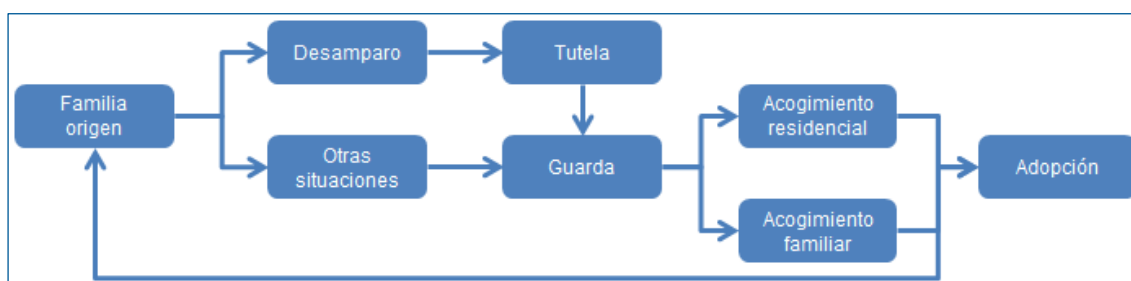 Familia
origen
Desamparo
Tutela
Otras
situaciones
Guarda
Acogimiento
residencial
Acogimiento
familiar
Adopción